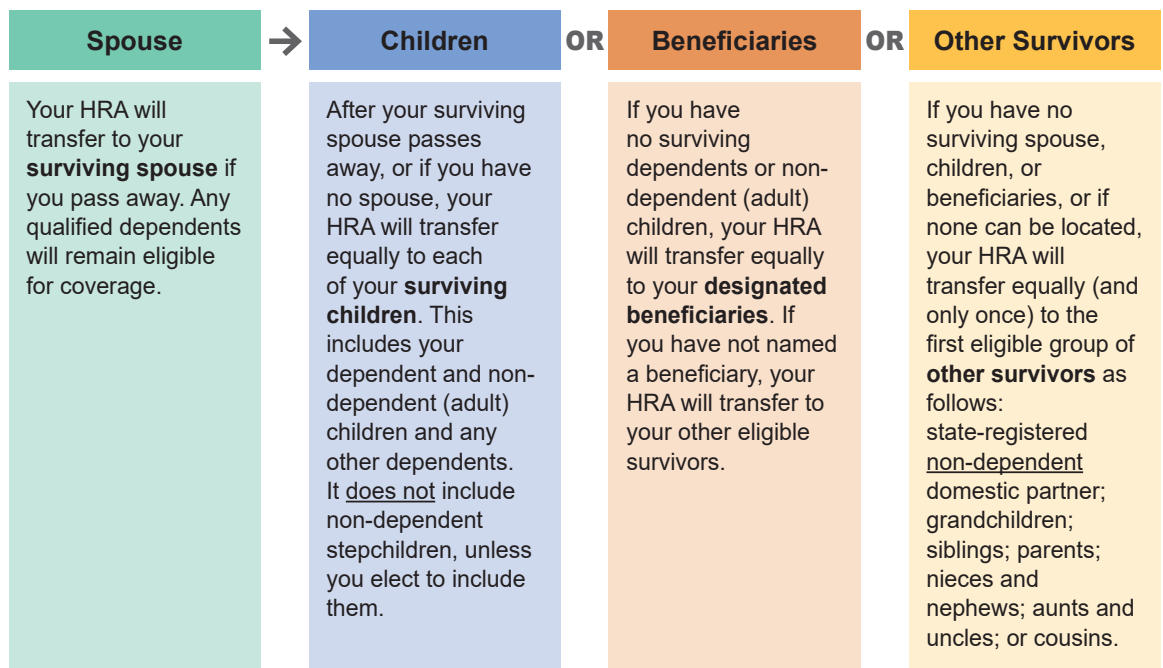 Spouse
Your HRA will
transfer to your
surviving spouse if
you pass away. Any
qualified dependents
will remain eligible
for coverage.
Children
After your surviving
spouse passes
away, or if you have
no spouse, your
HRA will transfer
equally to each
of your surviving
children. This
includes your
dependent and non-
dependent (adult)
children and any
other dependents.
It does not include
non-dependent
stepchildren, unless
you elect to include
them.
OR
Beneficiaries
If you have
no surviving
dependents or non-
dependent (adult)
children, your HRA
will transfer equally
to your designated
beneficiaries. If
you have not named
a beneficiary, your
HRA will transfer to
your other eligible
survivors.
OR
Other Survivors
If you have no
surviving spouse,
children, or
beneficiaries, or if
none can be located,
your HRA will
transfer equally (and
only once) to the
first eligible group of
other survivors as
follows:
state-registered
non-dependent
domestic partner;
grandchildren;
siblings; parents;
nieces and
nephews; aunts and
uncles; or cousins.